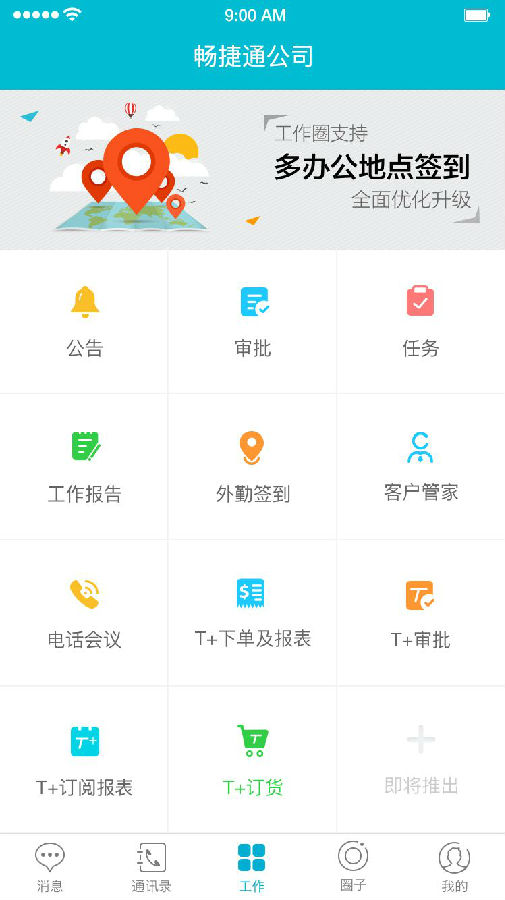 9:00 AM
畅捷通公司
工作圈支持
多办公地点签到
全面优化升级
公告
审批
任务
工作报告
外勤签到
客户管家
电话会议
T+下单及报表
T+审批
T+订阅报表
T+订货
即将推出
消息
通讯录
工作
圈子
我的